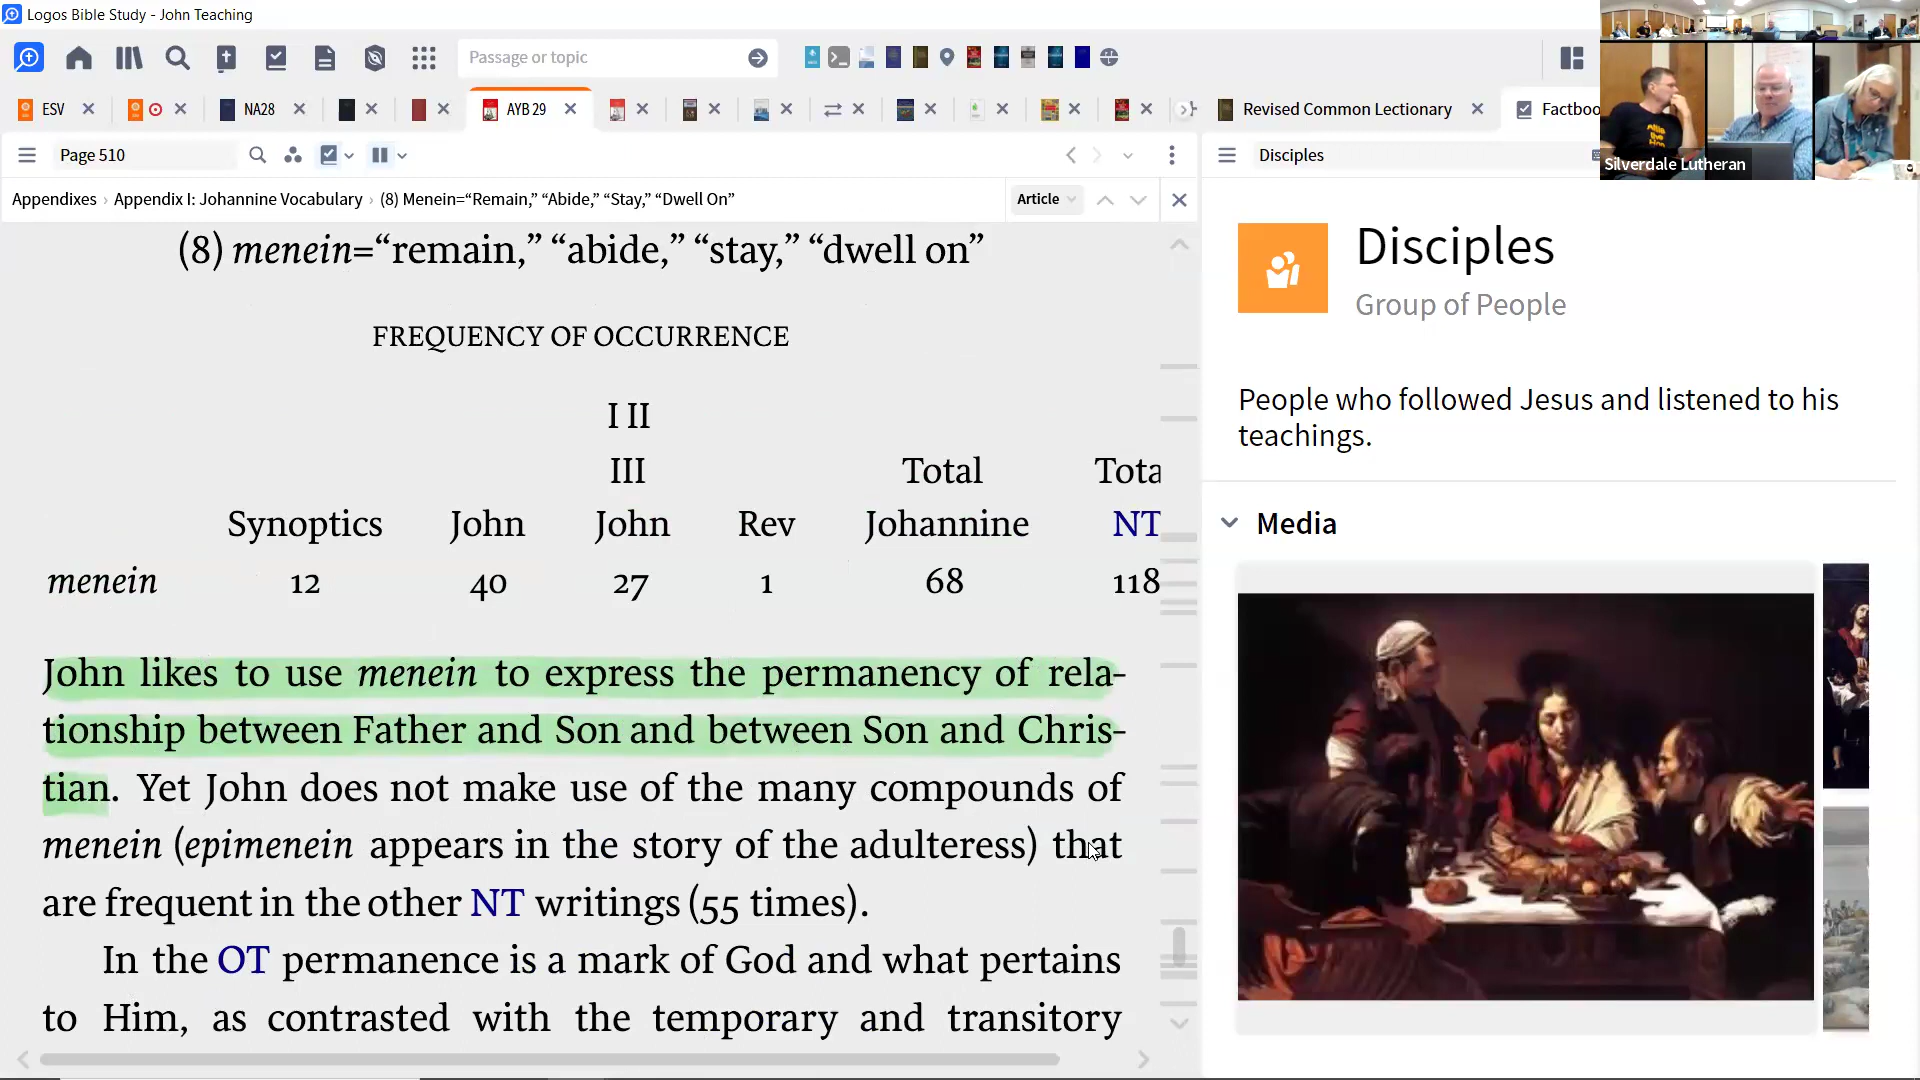 Logos Bible Study - John Teaching
Passage or topic
ESV
NA28
AYB 29
Revised Common Lectionary
Factboo
Page 510
Disciples
Silverdale Lutheran
Appendixes › Appendix I: Johannine Vocabulary › (8) Menein=“Remain,” “Abide,” “Stay,” “Dwell On”
Article
(8) menein=“remain,” “abide,” “stay,” “dwell on”
FREQUENCY OF OCCURRENCE
I II
III Total Tota
Synoptics John John Rev Johannine NT
menein 12 40 27 1 68 118
John likes to use menein to express the permanency of rela-
tionship between Father and Son and between Son and Chris-
tian. Yet John does not make use of the many compounds of
menein (epimenein appears in the story of the adulteress) that
are frequent in the other NT writings (55 times).
In the OT permanence is a mark of God and what pertains
to Him, as contrasted with the temporary and transitory
Disciples
Group of People
People who followed Jesus and listened to his
teachings.
Media